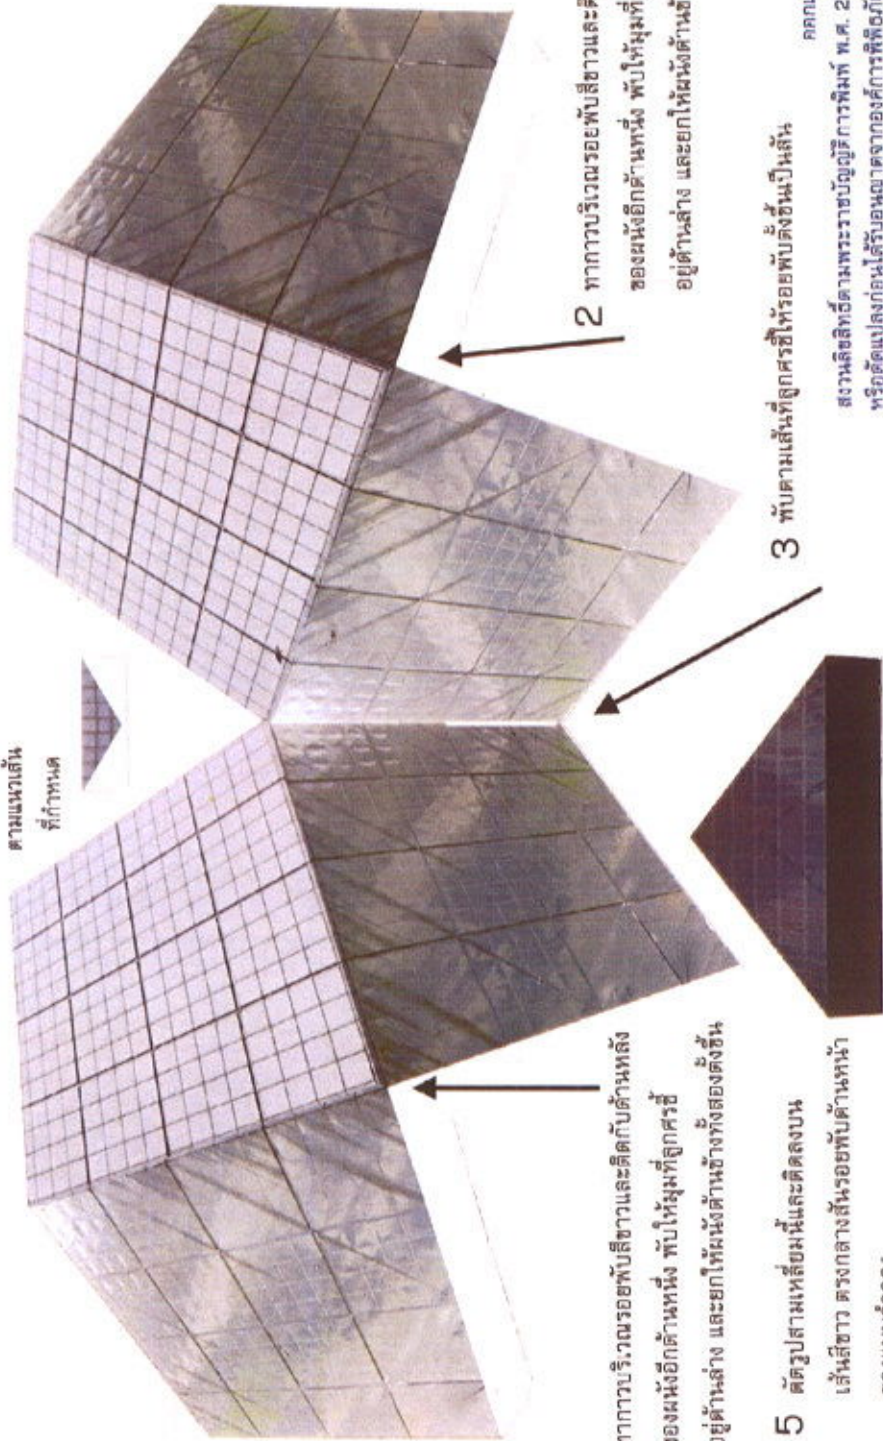 ตามแนวเส้น
ที่กำหนด
ทากาวบริเวณรอยพับสีขาวและติดกับด้านหลัง
ของผนังอีกด้านหนึ่ง พับให้มุมที่ลูกศรชี้
อยู่ด้านล่าง และยกให้ผนังด้านข้างทั้งสองตั้งขึ้น
2 ทากาวบริเวณรอยพับสีขาวและ
ของผนังอีกด้านหนึ่ง พับให้มุมที่
อยู่ด้านล่าง และยกให้ผนังด้าน
3 พับตามเส้นที่ลูกศรชี้ให้รอยพับตั้งขึ้นเป็นสัน
5 ตัดรูปสามเหลี่ยมนี้และติดลงบน
เส้นสีขาว ตรงกลางสันรอยพับด้านหน้า
สงวนลิขสิทธิ์ตามพระราชบัญญัติการพิมพ์ พ.ศ. 2
หรือดัดแปลงก่อนได้รับอนุญาตจากองค์การพิพิธภั